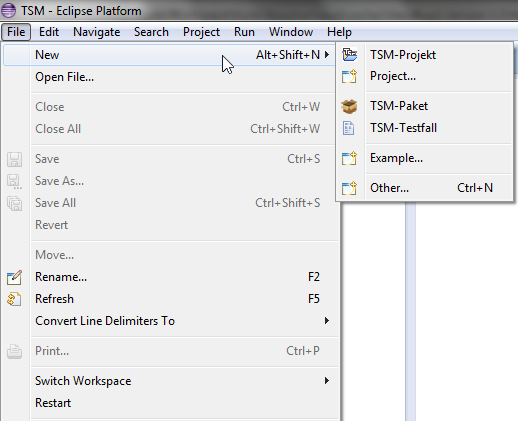 TSM - Eclipse Platform
File Edit Navigate Search Project Run Window Help
New Alt+Shift+N
Open File...
Close Ctrl+W
Close All Ctrl+Shift+W
Save Ctrl+S
Save As...
Save All Ctrl+Shift+S
Revert
Move...
Rename... F2
Refresh F5
Convert Line Delimiters To
Print... Ctrl+P
Switch Workspace
Restart
TSM-Projekt
Project...
TSM-Paket
TSM-Testfall
Example...
Other... Ctrl+N